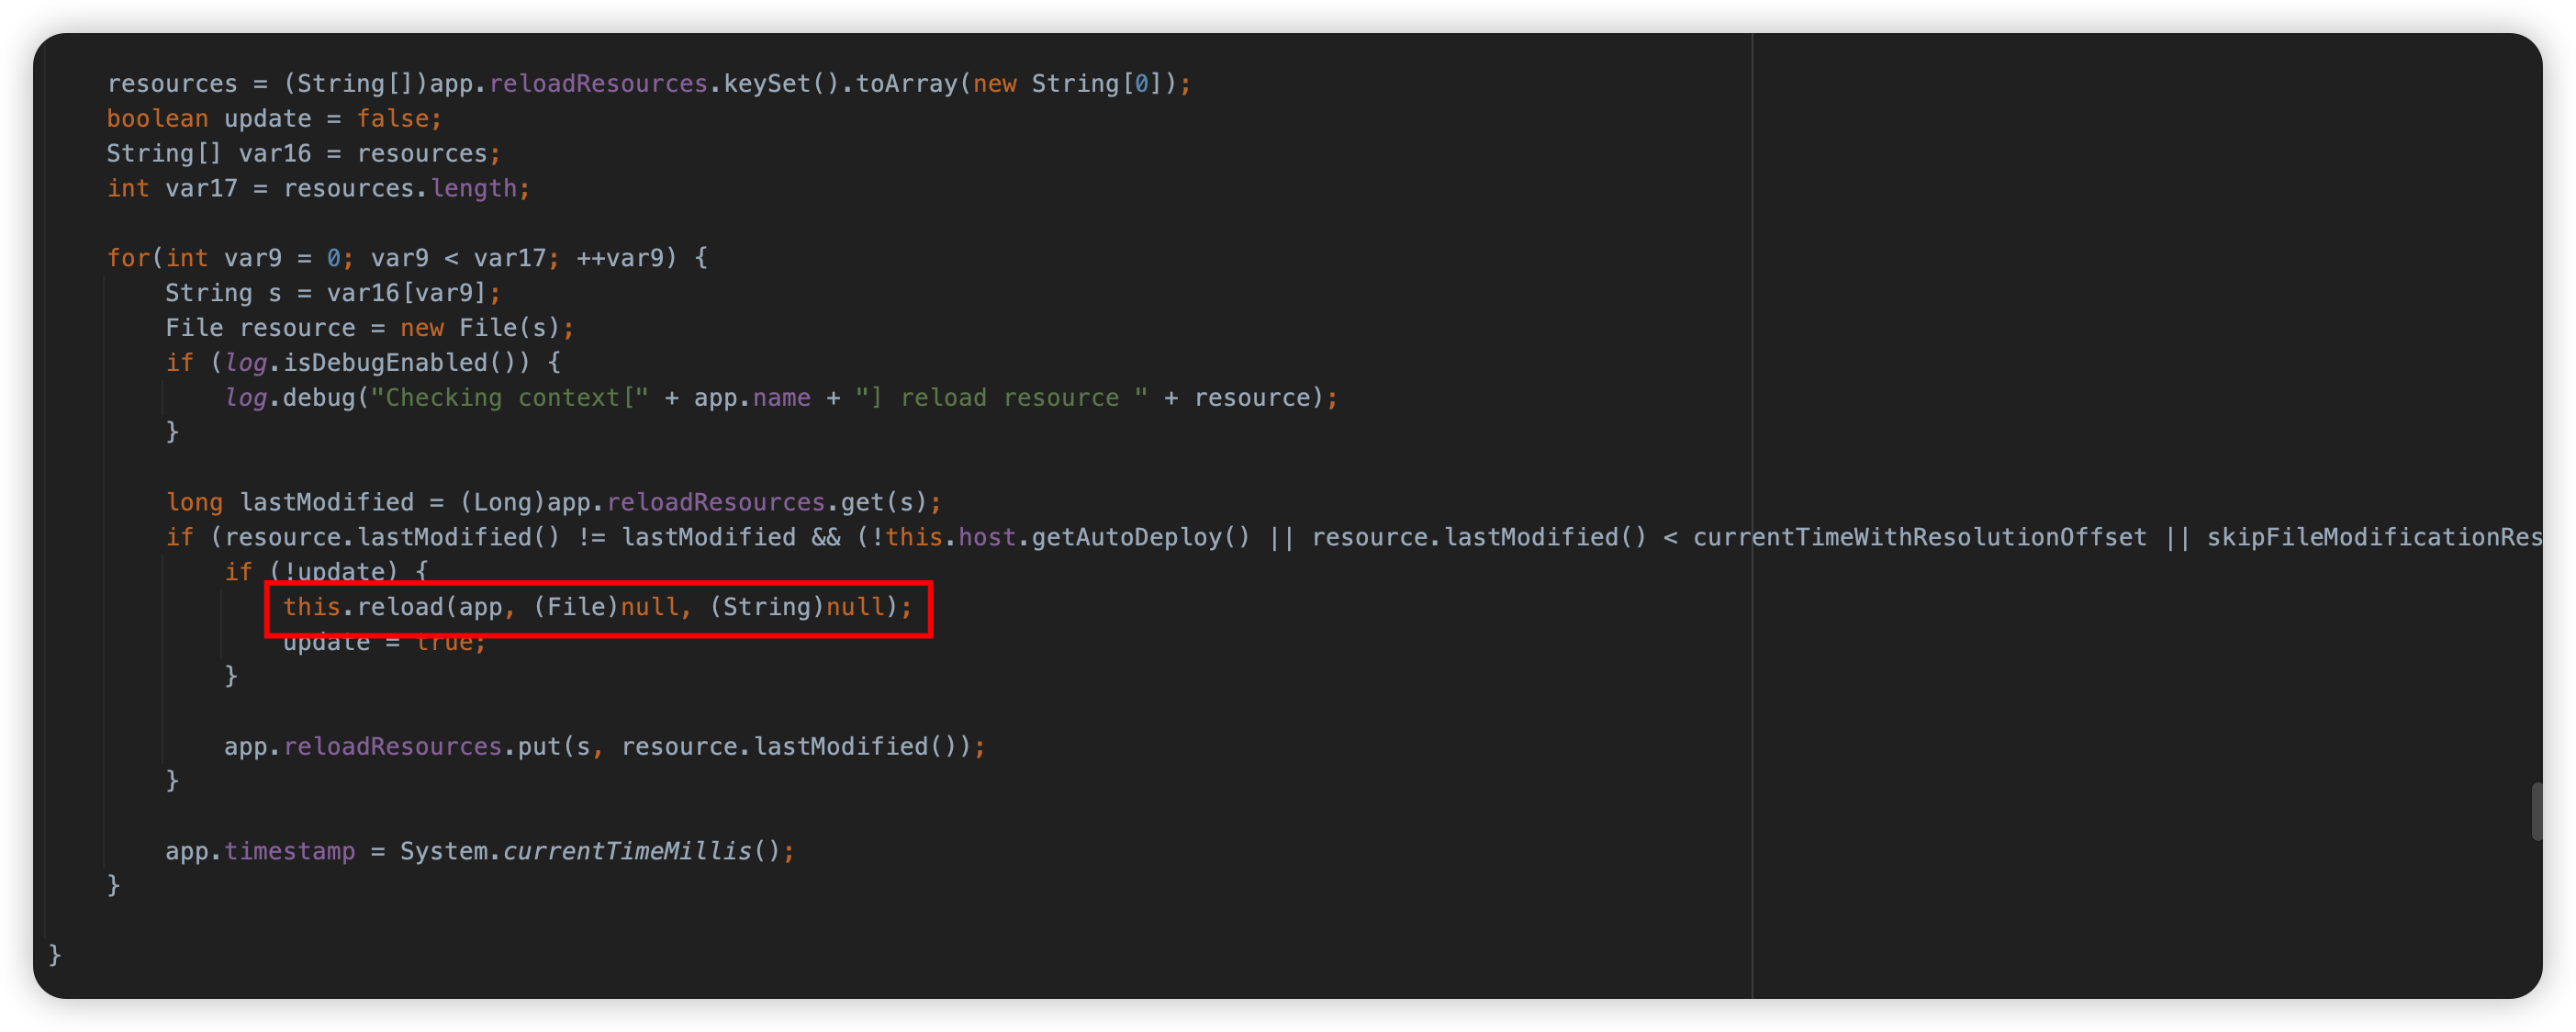 resources = (String[])app.reloadResources.keySet().toArray(new String[0]);
boolean update = false;
String[] var16 = resources;
int var17 = resources.length;
for(int var9 = 0; var9 < var17; ++var9) {
String s = var16[var9];
File resource = new File(s);
if (log.isDebugEnabled()) {
log.debug("Checking context[" + app.name + "] reload resource " + resource);
}
long lastModified = (Long)app.reloadResources.get(s);
if (resource.lastModified() != lastModified && (!this.host.getAutoDeploy() || resource.lastModified() < currentTimeWithResolutionOffset || skipFileModificationRes
if (!update) {
this.reload(app, (File)null, (String)null);
update = true;
}
app.reloadResources.put(s, resource.lastModified());
}
app.timestamp = System.currentTimeMillis();
}
}